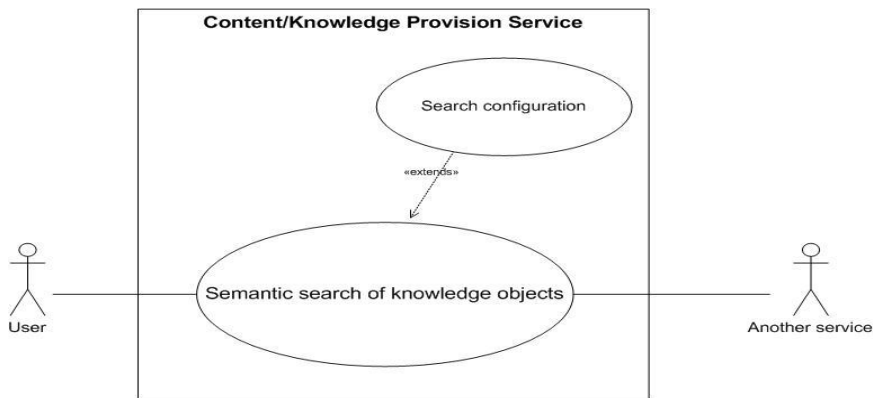 Content/Knowledge Provision Service
Search configuration
«extends»
Semantic search of knowledge objects
User
Another service